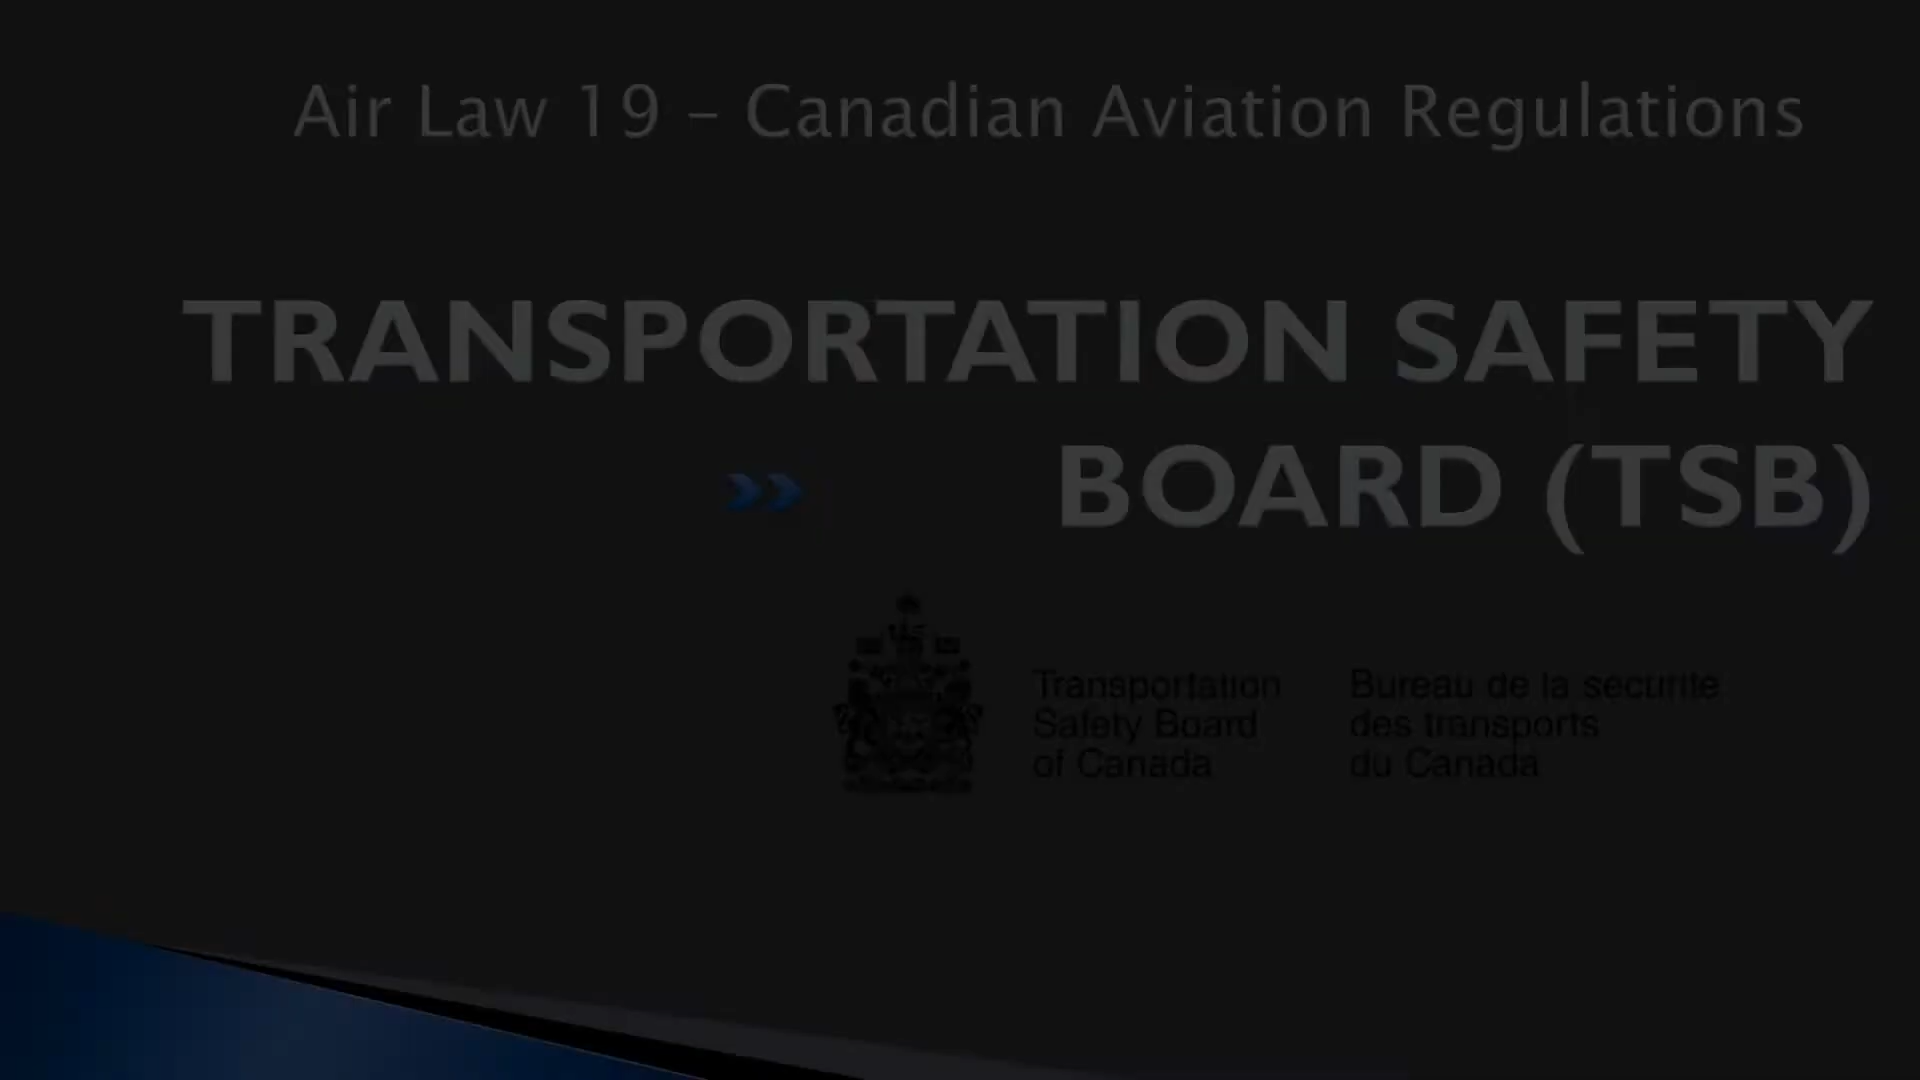 Air Law 19 – Canadian Aviation Regulations
TRANSPORTATION SAFETY
BOARD (TSB)
Transportation
Safety Board
of Canada
Bureau de la sécurité
des transports
du Canada